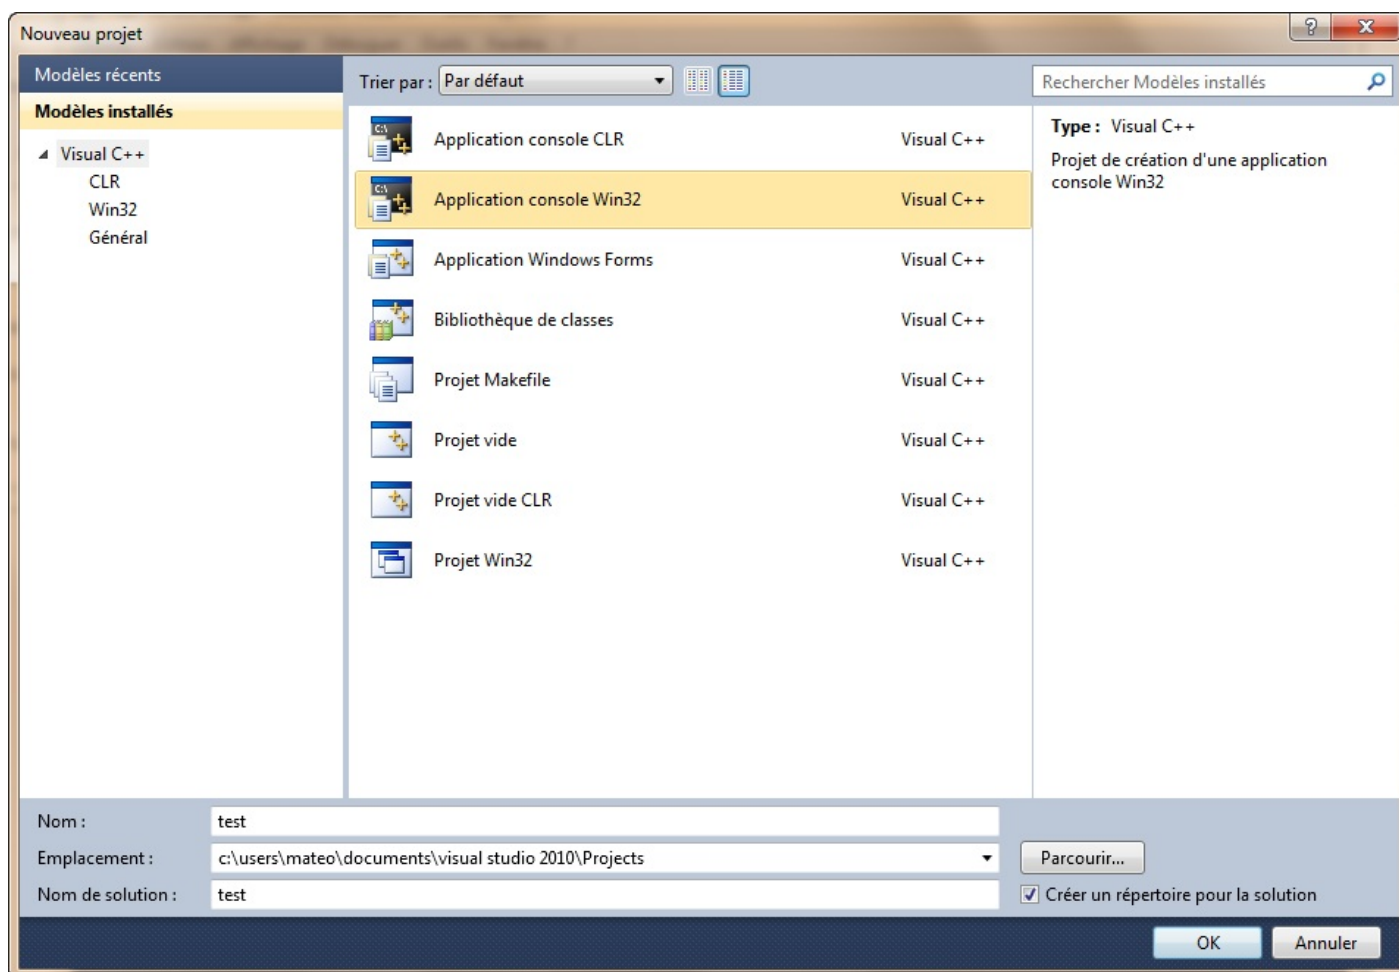 Nouveau projet
Modèles récents
Modèles installés
Visual C++
CLR
Win32
Général
Trier par : Par défaut
Application console CLR Visual C++
Application console Win32 Visual C++
Application Windows Forms Visual C++
Bibliothèque de classes Visual C++
Projet Makefile Visual C++
Projet vide Visual C++
Projet vide CLR Visual C++
Projet Win32 Visual C++
Rechercher Modèles installés
Type : Visual C++
Projet de création d'une application
console Win32
Nom : test
Emplacement : c:\users\mateo\documents\visual studio 2010\Projects
Parcourir...
Nom de solution : test
Créer un répertoire pour la solution
OK Annuler